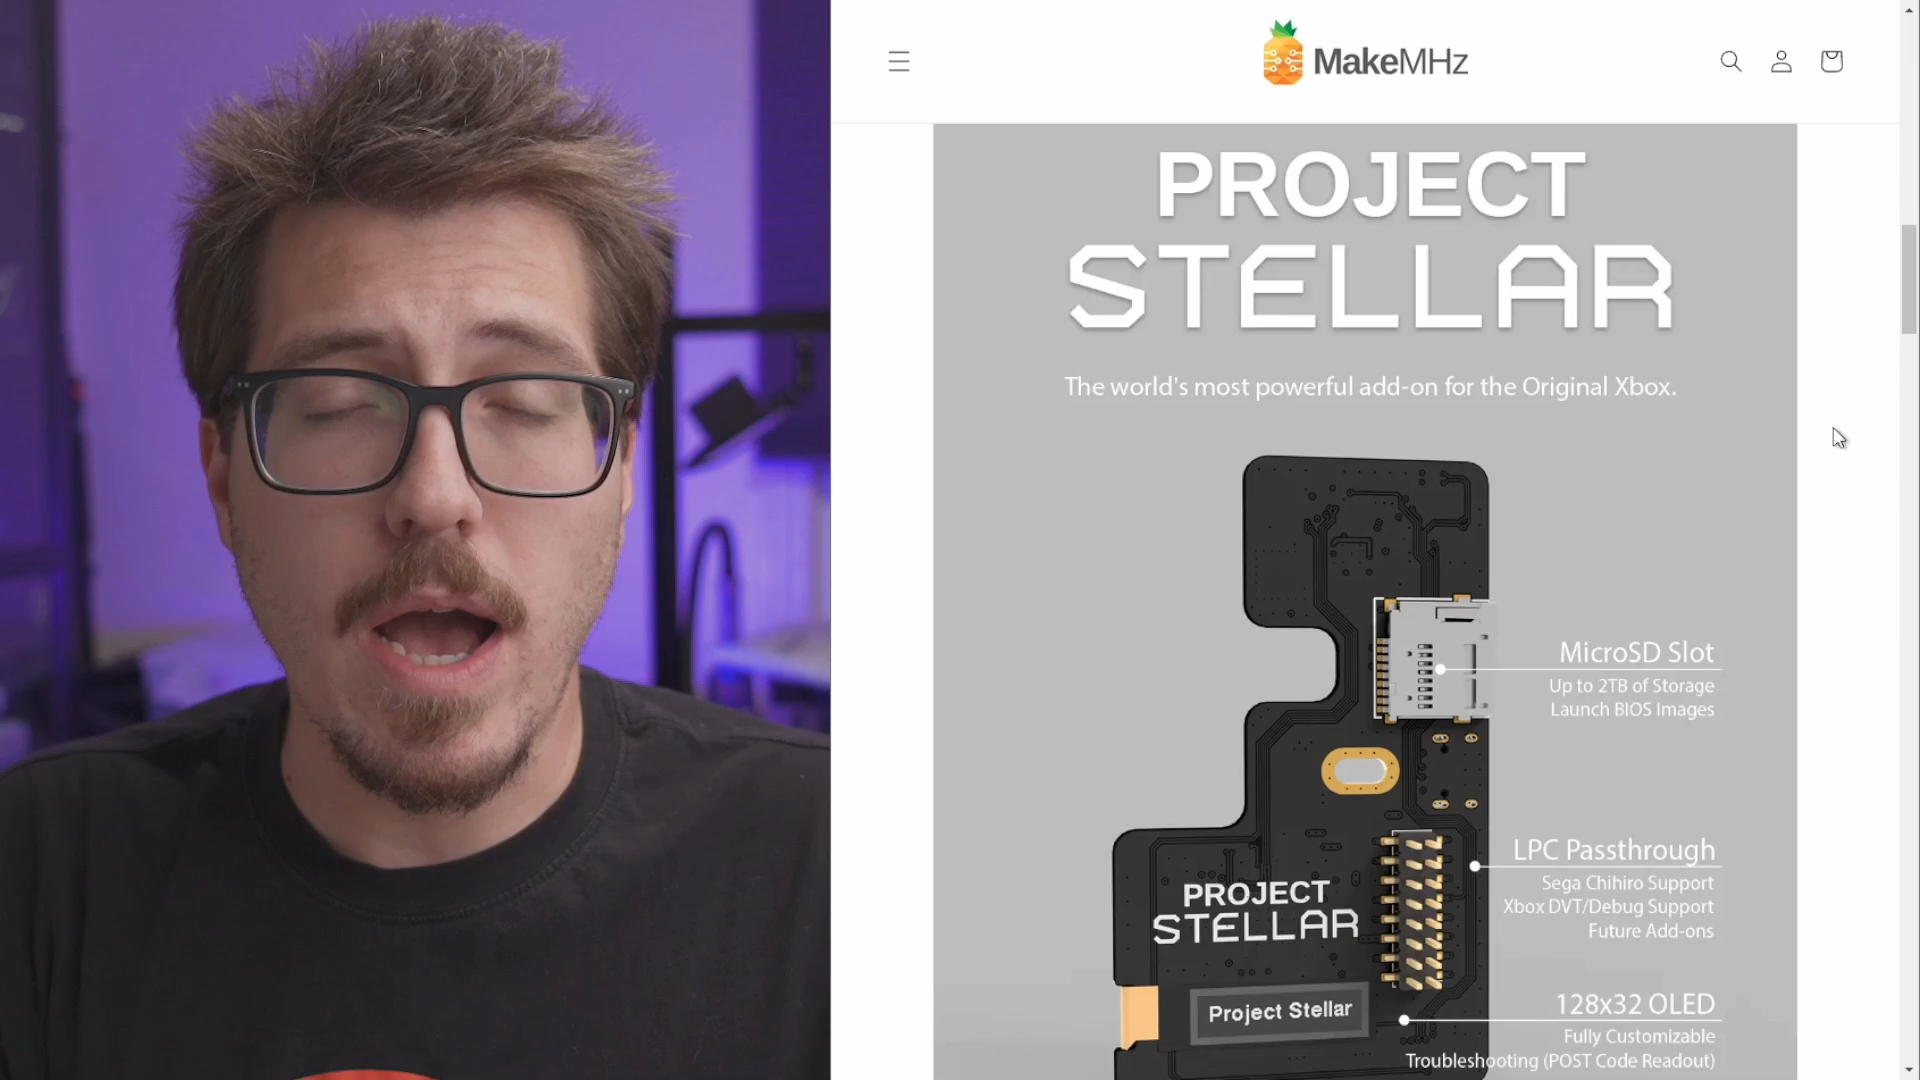 MakeMHz
PROJECT
STELLAR
The world's most powerful add-on for the Original Xbox.
MicroSD Slot
Up to 2TB of Storage
Launch BIOS Images
LPC Passthrough
Sega Chihiro Support
Xbox DVT/Debug Support
Future Add-ons
PROJECT
STELLAR
Project Stellar
128x32 OLED
Fully Customizable
Troubleshooting (POST Code Readout)